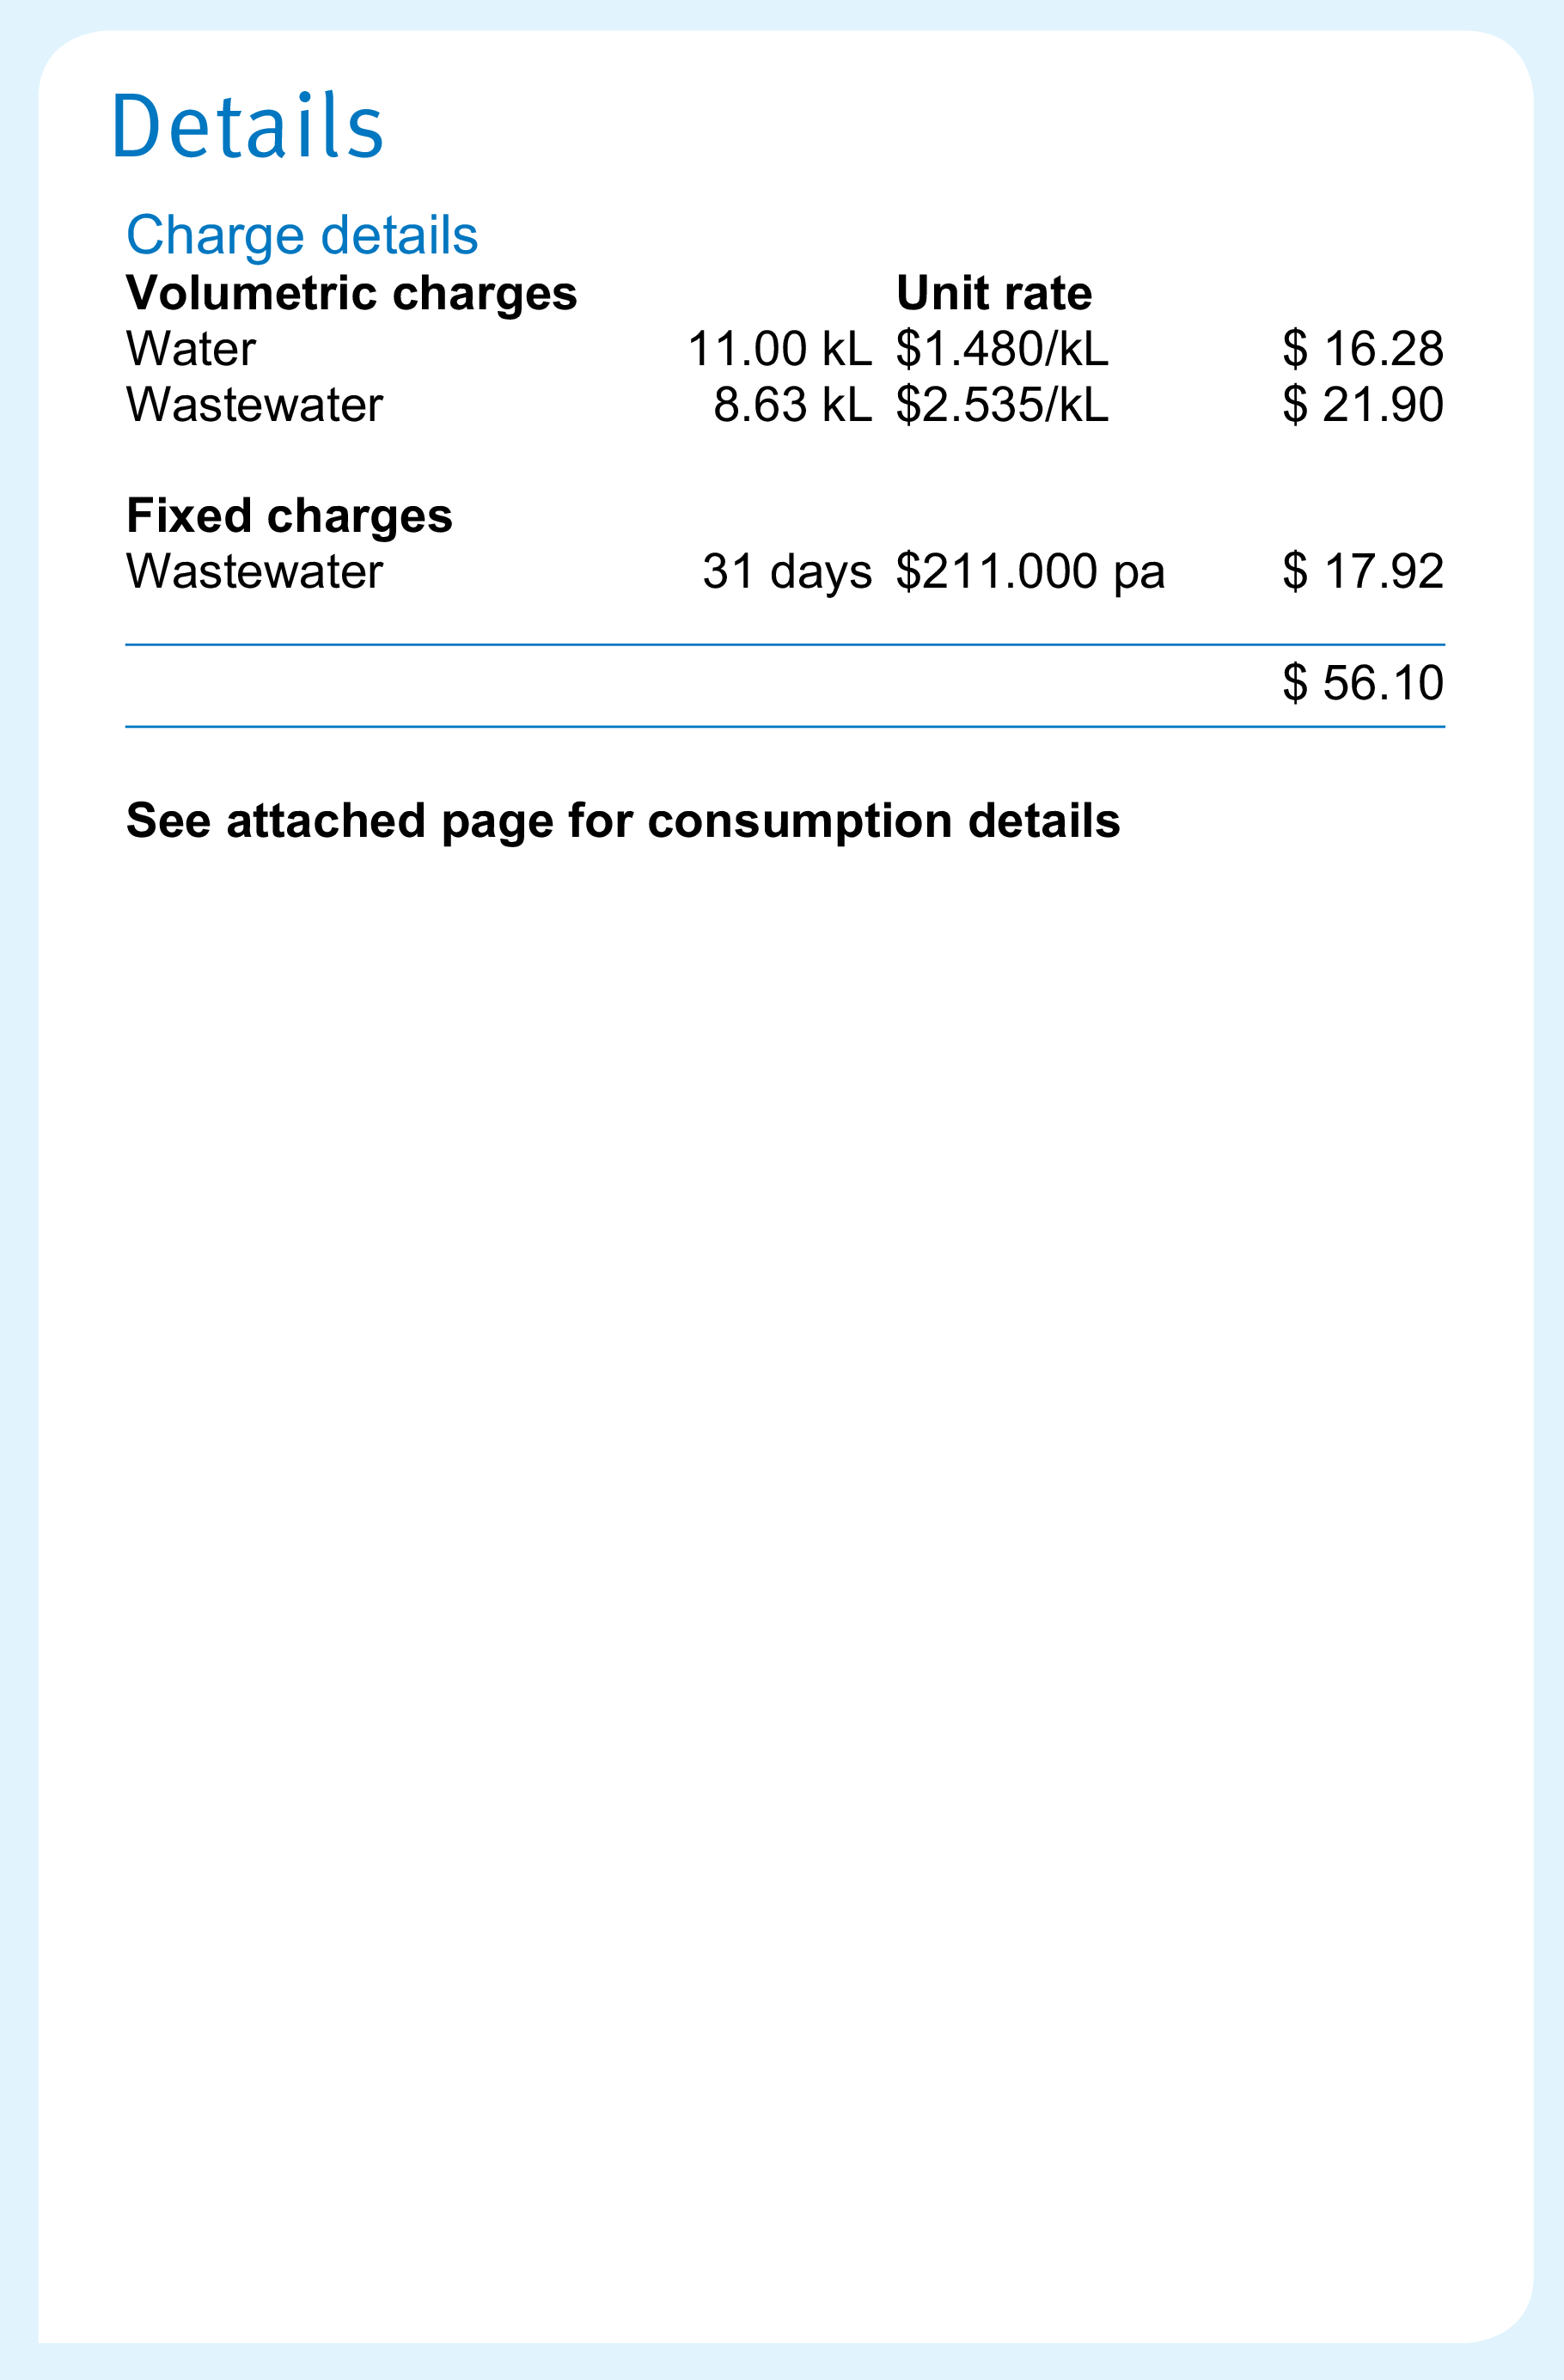 Details
Charge details
Volumetric charges Unit rate
Water 11.00 kL $1.480/kL $ 16.28
Wastewater 8.63 kL $2.535/kL $ 21.90
Fixed charges
Wastewater 31 days $211.000 pa $ 17.92
$ 56.10
See attached page for consumption details